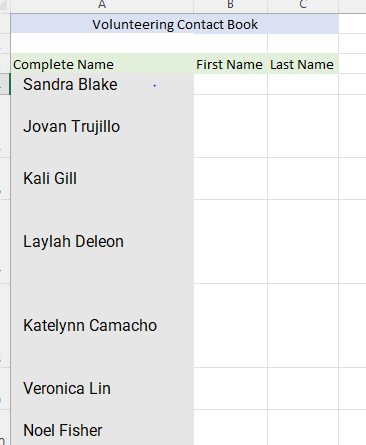 A B C
Volunteering Contact Book
Complete Name First Name Last Name
Sandra Blake
Jovan Trujillo
Kali Gill
Laylah Deleon
Katelynn Camacho
Veronica Lin
Noel Fisher